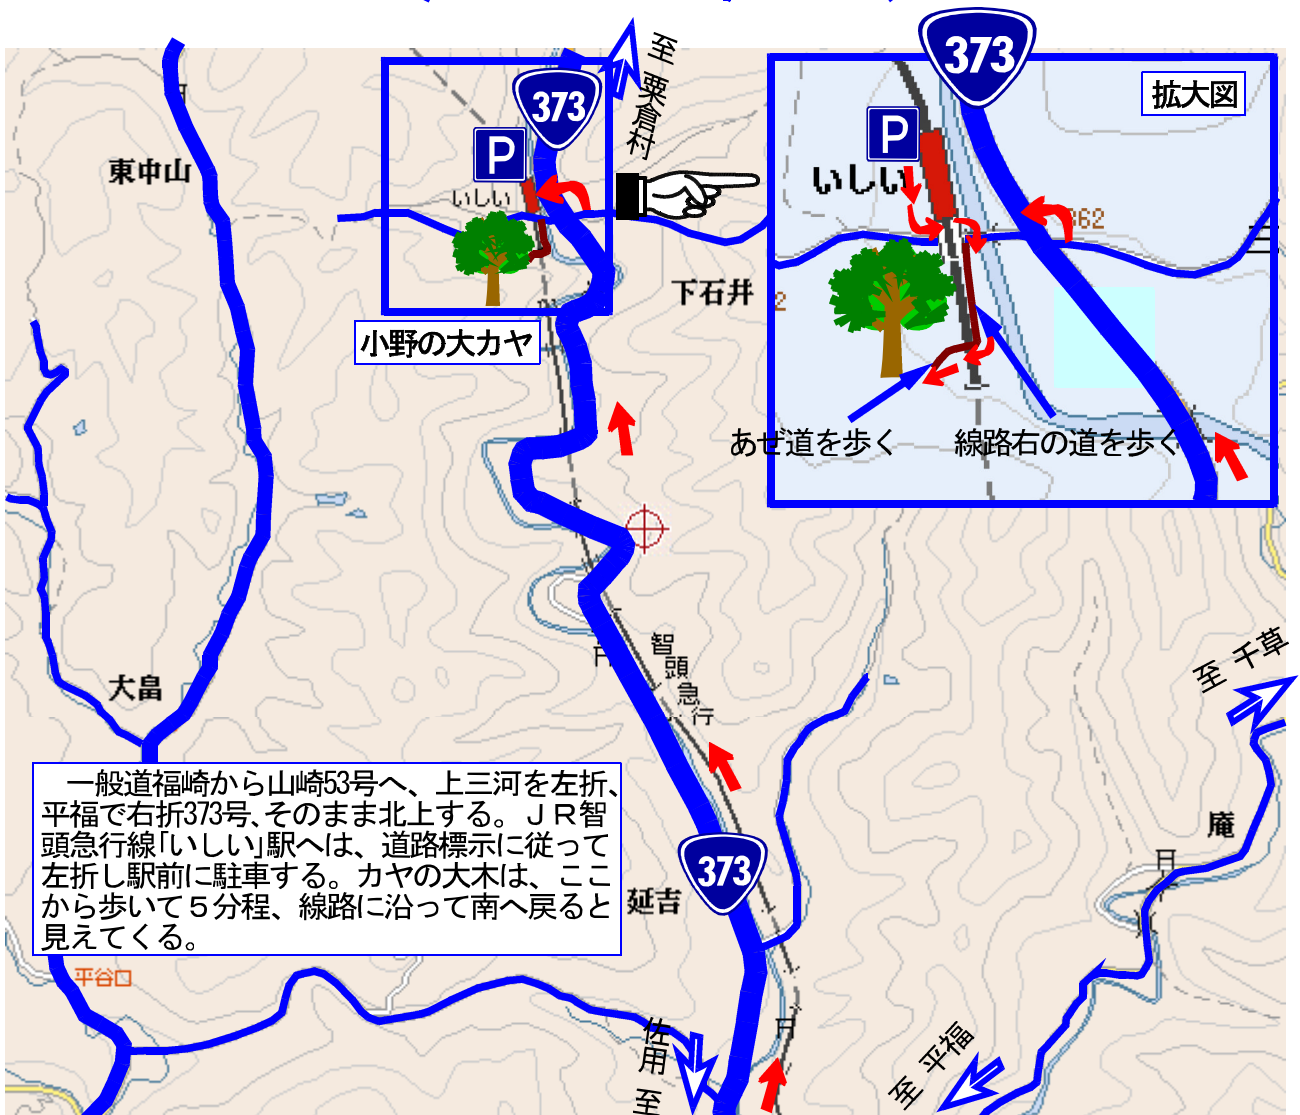 373
拡大図
P
いしい
362
2
あぜ道を歩く
線路右の道を歩く
至 粟倉村
373
P
いしい
小野の大カヤ
東中山
下石井
大畠
智頭急行
至 千草
庵
一般道福崎から山崎53号へ、上三河を左折、
平福で右折373号、そのまま北上する。ＪＲ智
頭急行線｢いしい｣駅へは、道路標示に従って
左折し駅前に駐車する。カヤの大木は、ここ
から歩いて５分程、線路に沿って南へ戻ると
見えてくる。
373
延吉
平谷口
佐用 至
至 平福